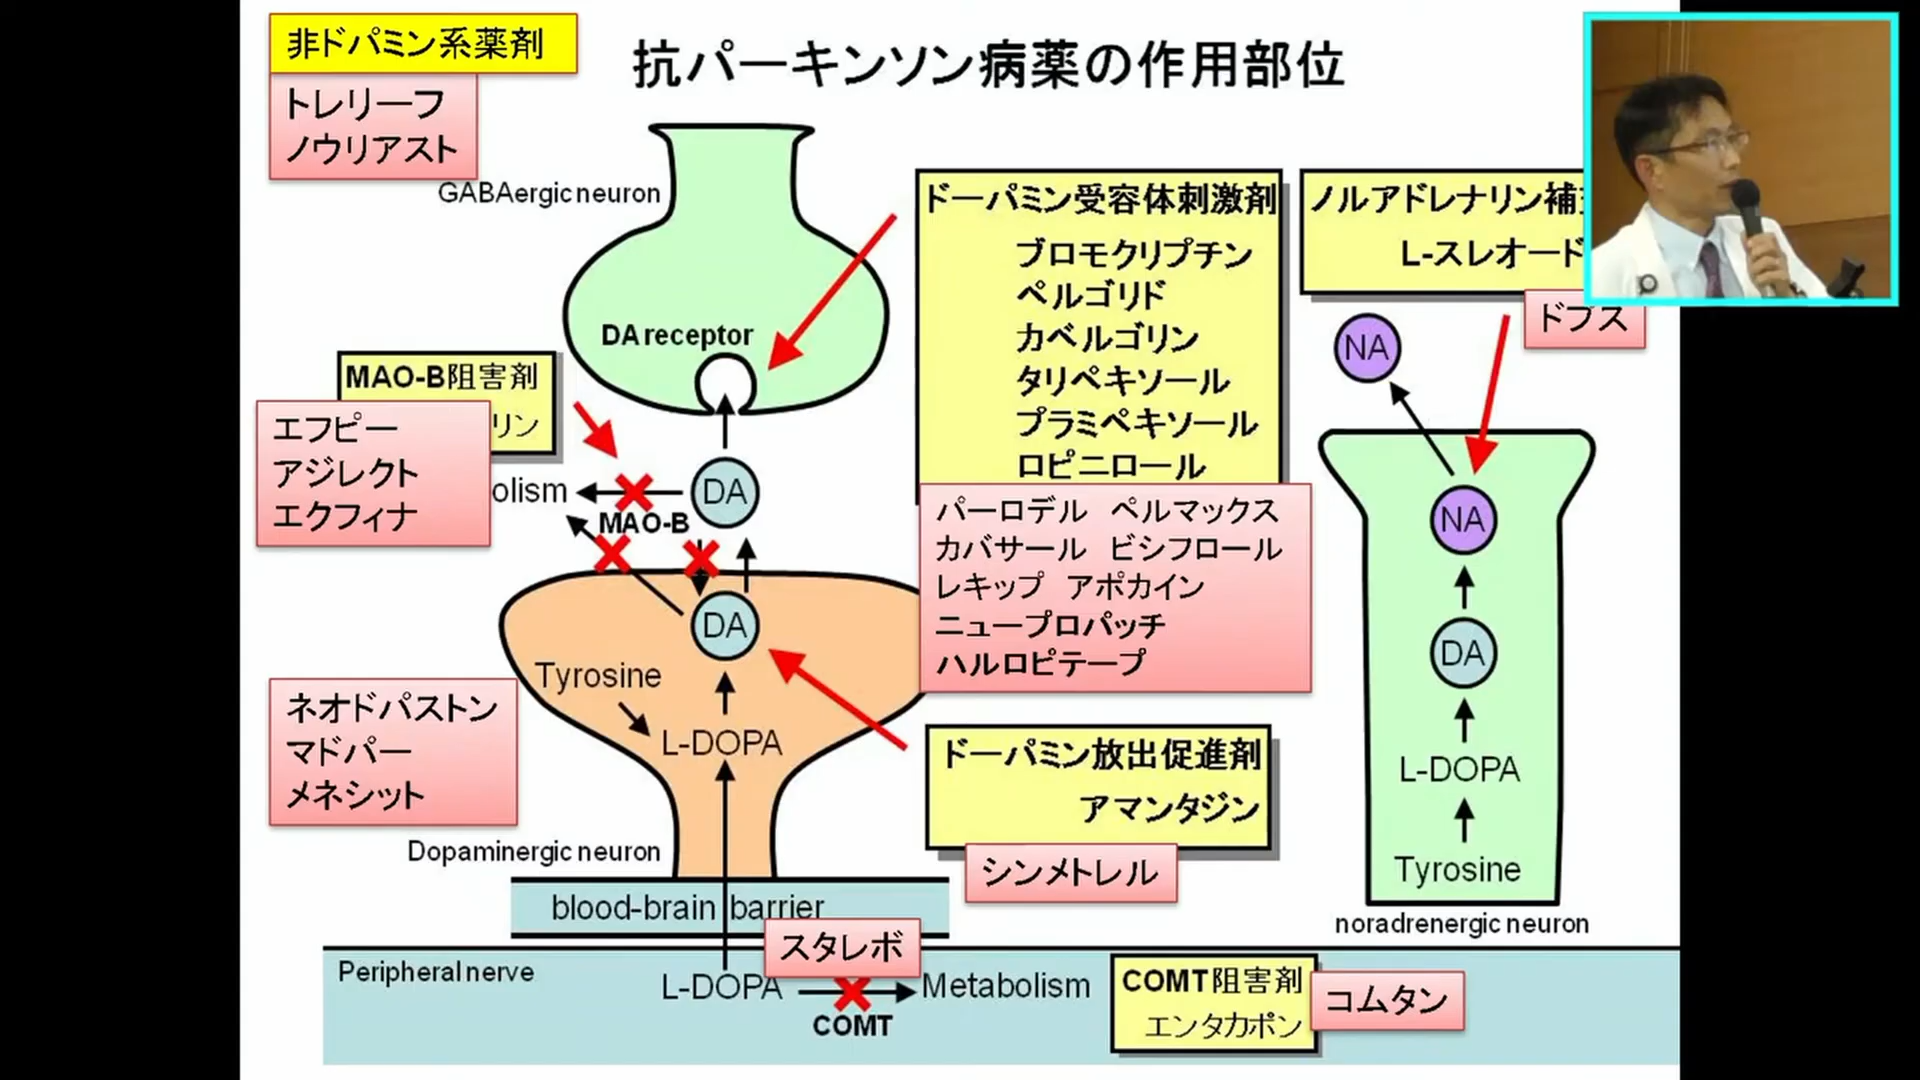 非ドパミン系薬剤
トレリーフ
ノウリアスト
抗パーキンソン病薬の作用部位
GABAergic neuron
DA receptor
ドーパミン受容体刺激剤
ブロモクリプチン
ペルゴリド
カベルゴリン
タリペキソール
プラミペキソール
ロピニロール
パーロデル ペルマックス
カバサール ビシフロール
レキップ アポカイン
ニュープロパッチ
ハルロピテープ
ノルアドレナリン補
L-スレオード
ドプス
MAO-B阻害剤
リン
エフピー
アジレクト
エクフィナ
olism
DA
MAO-B
DA
Tyrosine
L-DOPA
ネオドパストン
マドパー
メネシット
Dopaminergic neuron
ドーパミン放出促進剤
アマンタジン
シンメトレル
NA
NA
DA
L-DOPA
Tyrosine
noradrenergic neuron
blood-brain barrier
スタレボ
Peripheral nerve
L-DOPA
Metabolism
COMT
COMT阻害剤
エンタカポン
コムタン